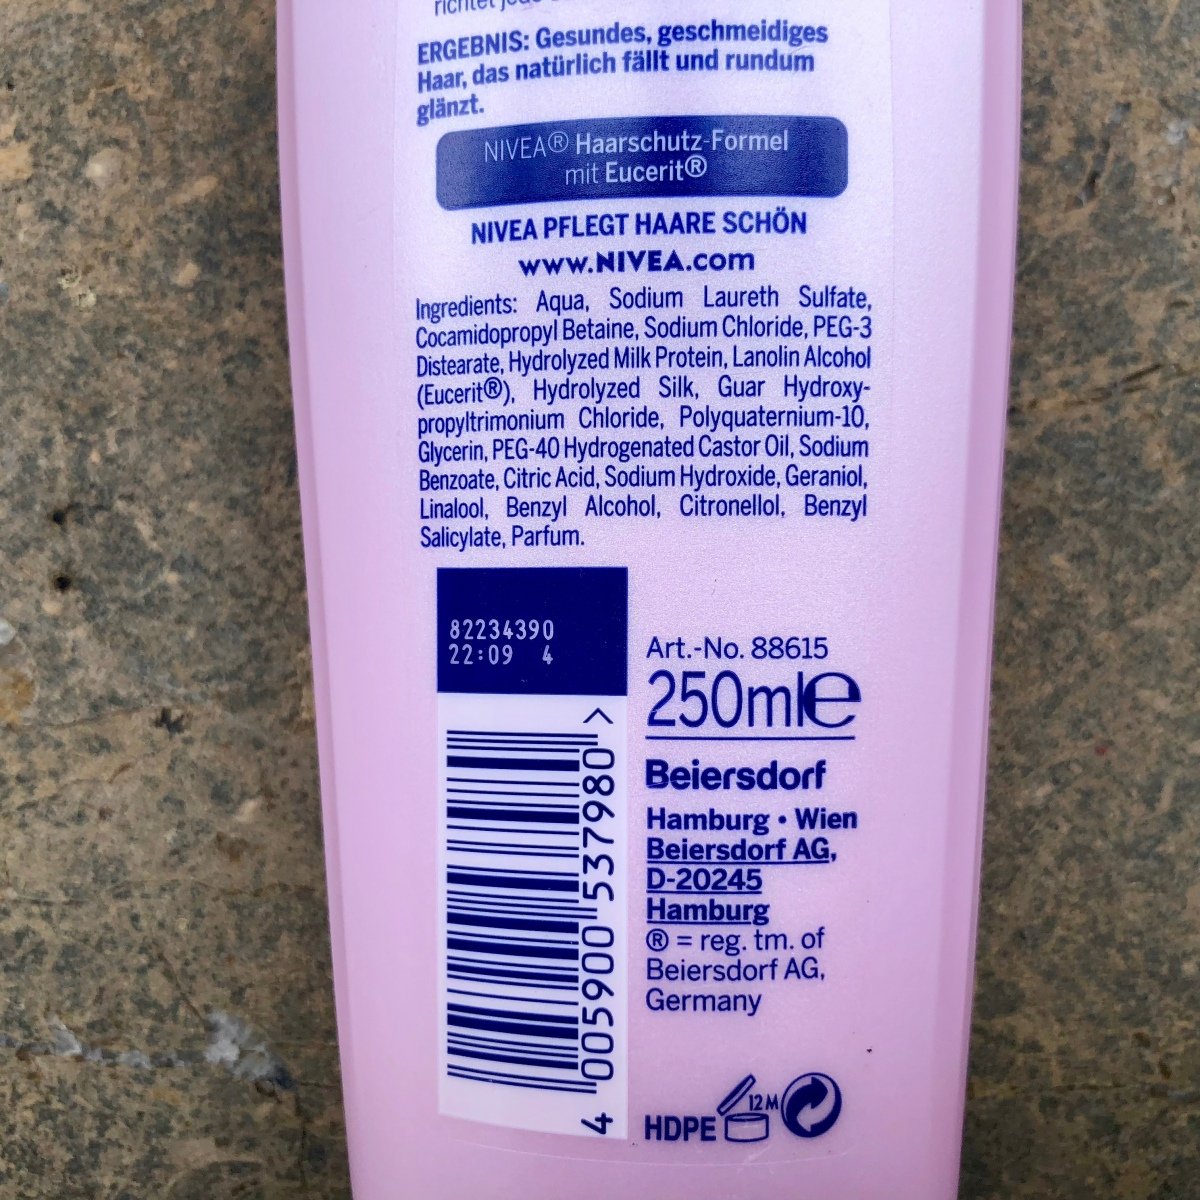 richtet
ERGEBNIS: Gesundes, geschmeidiges
Haar, das natürlich fällt und rundum
glänzt.
NIVEA® Haarschutz-Formel
mit Eucerit®
NIVEA PFLEGT HAARE SCHÖN
www.NIVEA.com
Ingredients: Aqua, Sodium Laureth Sulfate,
Cocamidopropyl Betaine, Sodium Chloride, PEG-3
Distearate, Hydrolyzed Milk Protein, Lanolin Alcohol
(Eucerit®), Hydrolyzed Silk, Guar Hydroxy-
propyltrimonium Chloride, Polyquaternium-10,
Glycerin, PEG-40 Hydrogenated Castor Oil, Sodium
Benzoate, Citric Acid, Sodium Hydroxide, Geraniol,
Linalool, Benzyl Alcohol, Citronellol, Benzyl
Salicylate, Parfum.
82234390
22:09 4
4 005900 537980 >
Art.-No. 88615
250ml℮
Beiersdorf
Hamburg • Wien
Beiersdorf AG,
D-20245
Hamburg
® = reg. tm. of
Beiersdorf AG,
Germany
HDPE
12M